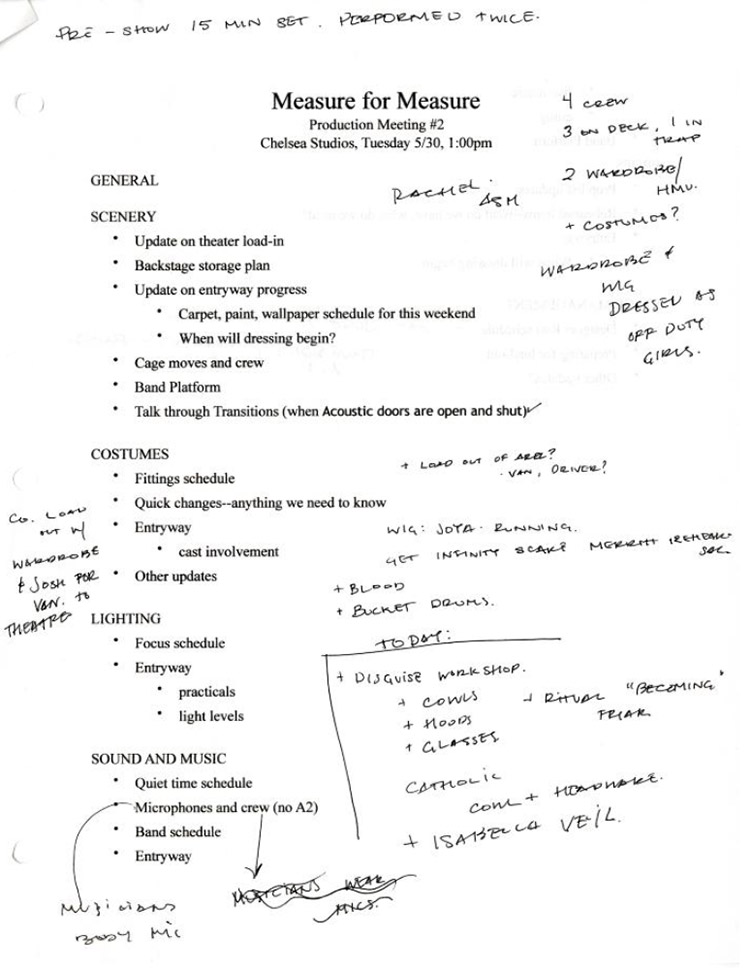 PRE-SHOW 15 MIN SET. PERFORMED TWICE.
Measure for Measure
Production Meeting #2
Chelsea Studios, Tuesday 5/30, 1:00pm
4 CREW
3 ON DECK, 1 IN
TRAP
2 WARDROBE/
HMU.
+ COSTUMES?
WARDROBE +
MG
DRESSED AS
OFF DUTY
GIRLS.
GENERAL
RACHEL.
ASH
SCENERY
• Update on theater load-in
• Backstage storage plan
• Update on entryway progress
• Carpet, paint, wallpaper schedule for this weekend
• When will dressing begin?
• Cage moves and crew
• Band Platform
• Talk through Transitions (when Acoustic doors are open and shut)✓
COSTUMES
+ LOAD OUT OF AREA?
· VAN, DRIVER?
• Fittings schedule
• Quick changes--anything we need to know
• Entryway
• cast involvement
• Other updates
CO. LOAD
OUT W/
WARDROBE
& JOSH FOR
VAN. to
THEATRE
WIG: JOYA · RUNNING.
GET INFINITY SCARF MERRITT REHEARSAL
+ BLOOD
+ BUCKET DRUMS.
LIGHTING
• Focus schedule
• Entryway
• practicals
• light levels
TODAY:
+ DISGUISE WORKSHOP.
+ COWLS
+ HOODS
+ GLASSES
+ RITUAL "BECOMING"
FRIAR
CATHOLIC
COWL +
+ ISABELLA VEIL.
SOUND AND MUSIC
• Quiet time schedule
• Microphones and crew (no A2)
• Band schedule
• Entryway
MUSICIANS WEAR
MICS.
Musicians
Body Mic